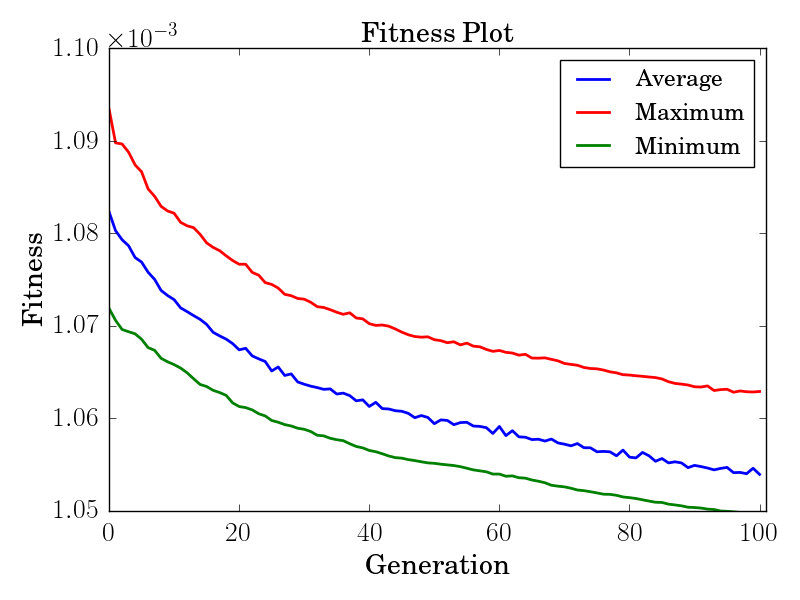 Fitness Plot
×10⁻³
1.10
1.09
1.08
1.07
1.06
1.05
Fitness
Average
Maximum
Minimum
0 20 40 60 80 100
Generation